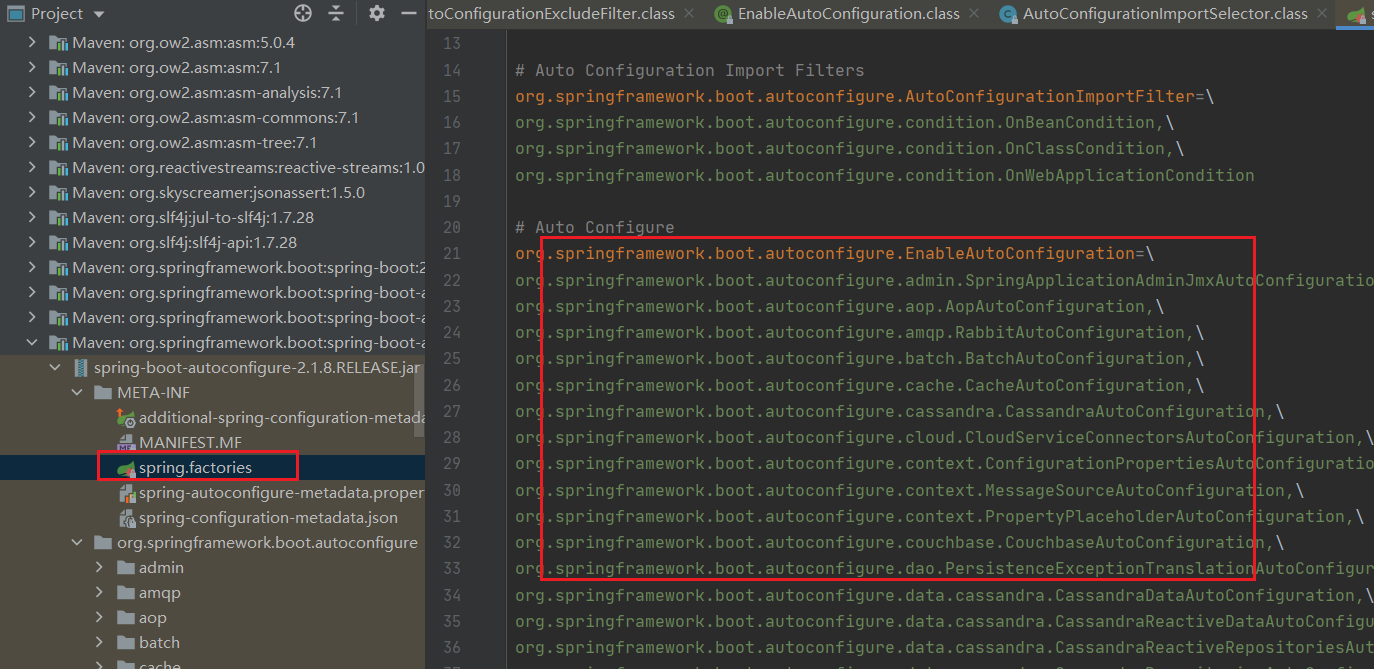 Project
Maven: org.ow2.asm:asm:5.0.4
Maven: org.ow2.asm:asm:7.1
Maven: org.ow2.asm:asm-analysis:7.1
Maven: org.ow2.asm:asm-commons:7.1
Maven: org.ow2.asm:asm-tree:7.1
Maven: org.reactivestreams:reactive-streams:1.0
Maven: org.skyscreamer:jsonassert:1.5.0
Maven: org.slf4j:jul-to-slf4j:1.7.28
Maven: org.slf4j:slf4j-api:1.7.28
Maven: org.springframework.boot:spring-boot:2
Maven: org.springframework.boot:spring-boot-a
Maven: org.springframework.boot:spring-boot-a
Maven: org.springframework.boot:spring-boot-a
spring-boot-autoconfigure-2.1.8.RELEASE.jar
META-INF
additional-spring-configuration-metada
MANIFEST.MF
spring.factories
spring-autoconfigure-metadata.proper
spring-configuration-metadata.json
org.springframework.boot.autoconfigure
admin
amqp
aop
batch
cache
toConfigurationExcludeFilter.class EnableAutoConfiguration.class AutoConfigurationImportSelector.class s
13
14 # Auto Configuration Import Filters
15 org.springframework.boot.autoconfigure.AutoConfigurationImportFilter=\
16 org.springframework.boot.autoconfigure.condition.OnBeanCondition,\
17 org.springframework.boot.autoconfigure.condition.OnClassCondition,\
18 org.springframework.boot.autoconfigure.condition.OnWebApplicationCondition
19
20 # Auto Configure
21 org.springframework.boot.autoconfigure.EnableAutoConfiguration=\
22 org.springframework.boot.autoconfigure.admin.SpringApplicationAdminJmxAutoConfiguratio
23 org.springframework.boot.autoconfigure.aop.AopAutoConfiguration,\
24 org.springframework.boot.autoconfigure.amqp.RabbitAutoConfiguration,\
25 org.springframework.boot.autoconfigure.batch.BatchAutoConfiguration,\
26 org.springframework.boot.autoconfigure.cache.CacheAutoConfiguration,\
27 org.springframework.boot.autoconfigure.cassandra.CassandraAutoConfiguration,\
28 org.springframework.boot.autoconfigure.cloud.CloudServiceConnectorsAutoConfiguration,\
29 org.springframework.boot.autoconfigure.context.ConfigurationPropertiesAutoConfiguratio
30 org.springframework.boot.autoconfigure.context.MessageSourceAutoConfiguration,\
31 org.springframework.boot.autoconfigure.context.PropertyPlaceholderAutoConfiguration,\
32 org.springframework.boot.autoconfigure.couchbase.CouchbaseAutoConfiguration,\
33 org.springframework.boot.autoconfigure.dao.PersistenceExceptionTranslationAutoConfigur
34 org.springframework.boot.autoconfigure.data.cassandra.CassandraDataAutoConfiguration,\
35 org.springframework.boot.autoconfigure.data.cassandra.CassandraReactiveDataAutoConfigu
36 org.springframework.boot.autoconfigure.data.cassandra.CassandraReactiveRepositoriesAut